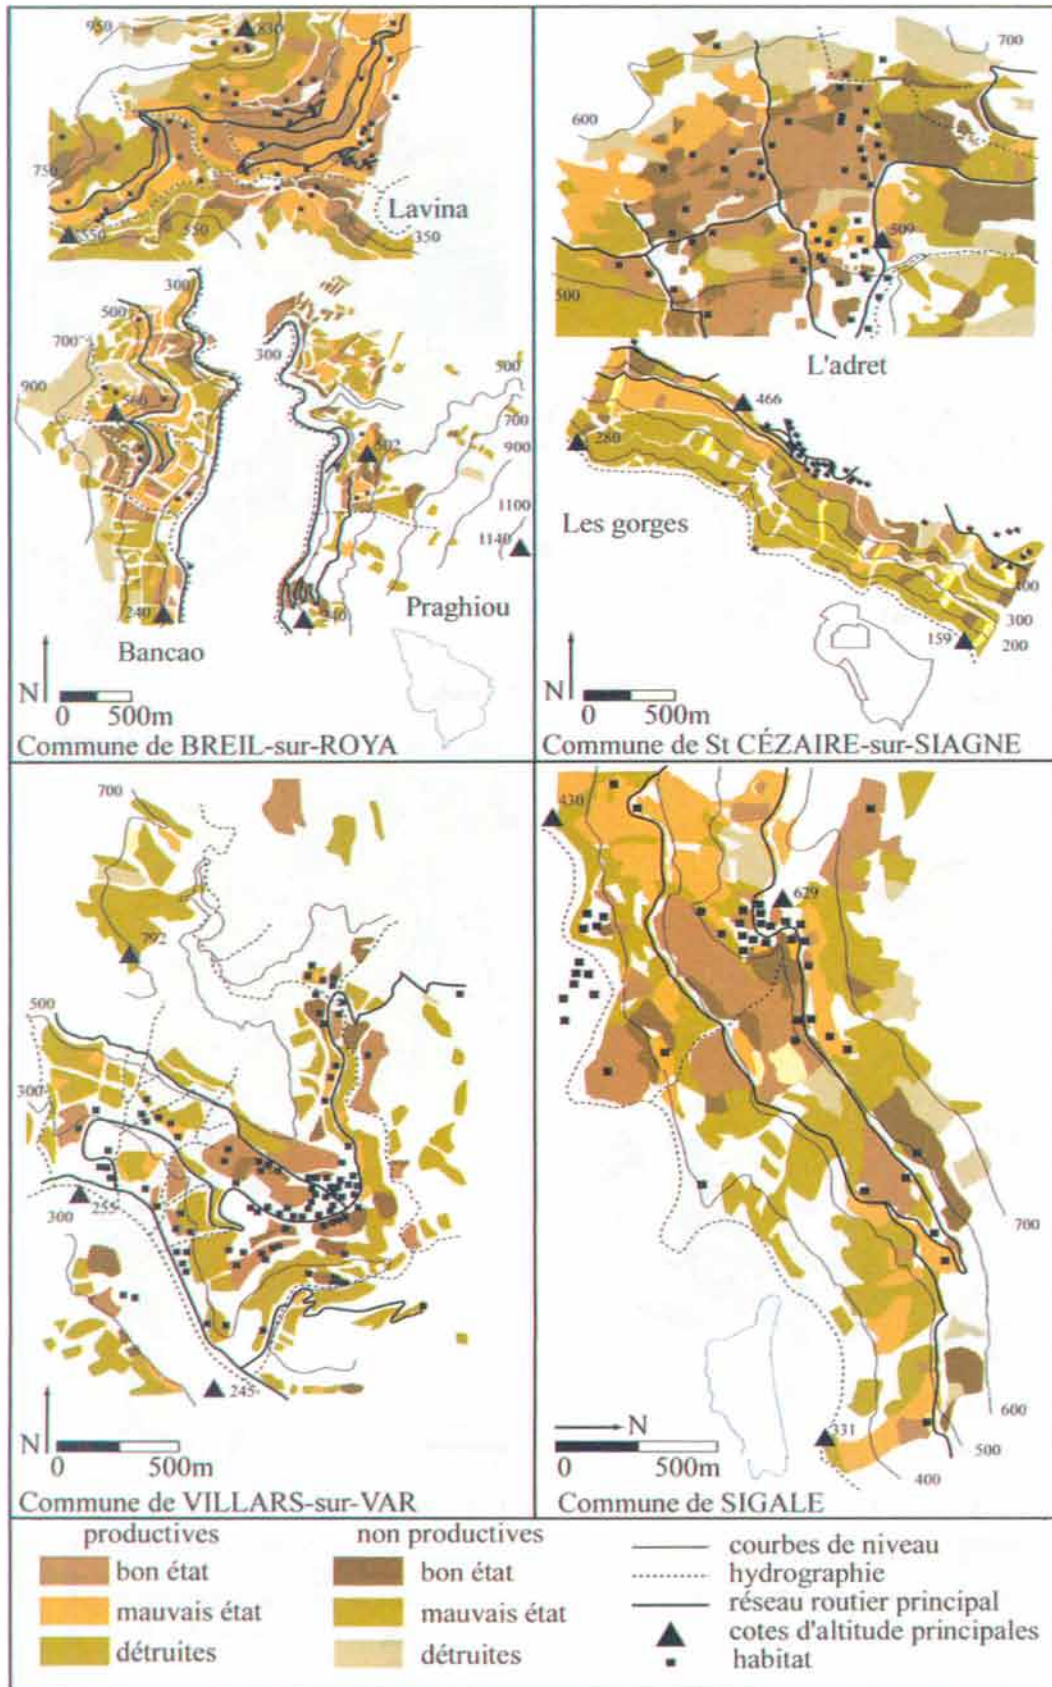 950
830
750
550
550
Lavina
350
300
500
700
900
560
240
Bancao
300
500
700
900
502
1100
1140
240
Praghiou
N
0 500m
Commune de BREIL-sur-ROYA
700
600
509
500
L'adret
466
280
Les gorges
400
300
200
159
N
0 500m
Commune de St CÉZAIRE-sur-SIAGNE
700
792
500
300
255
300
245
N
0 500m
Commune de VILLARS-sur-VAR
430
629
700
600
500
400
331
N
0 500m
Commune de SIGALE
productives
bon état
mauvais état
détruites
non productives
bon état
mauvais état
détruites
courbes de niveau
hydrographie
réseau routier principal
cotes d'altitude principales
habitat